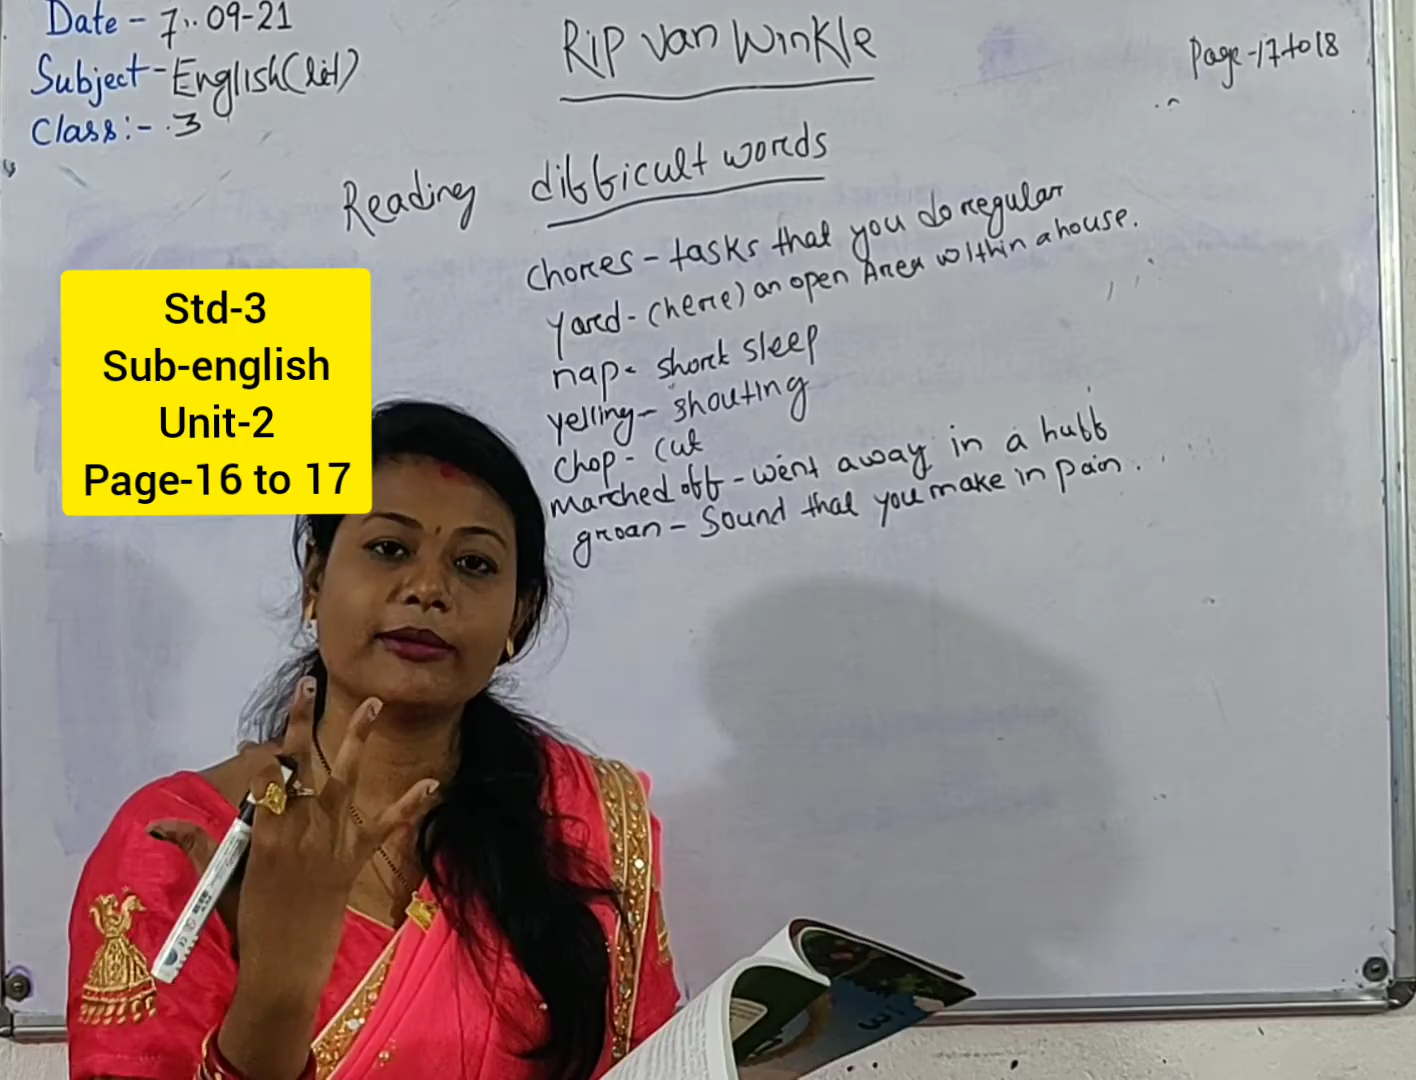 Date - 7.. 09-21
Subject - English(lit)
Class:- 3
Rip Van Winkle
Page-17 to 18
Reading difficult words
chores - tasks that you do regular
yard - (here) an open Area within a house.
nap - short sleep
yelling - shouting
chop - cut
marched off - went away in a huff
groan - Sound that you make in pain.
Std-3
Sub-english
Unit-2
Page-16 to 17